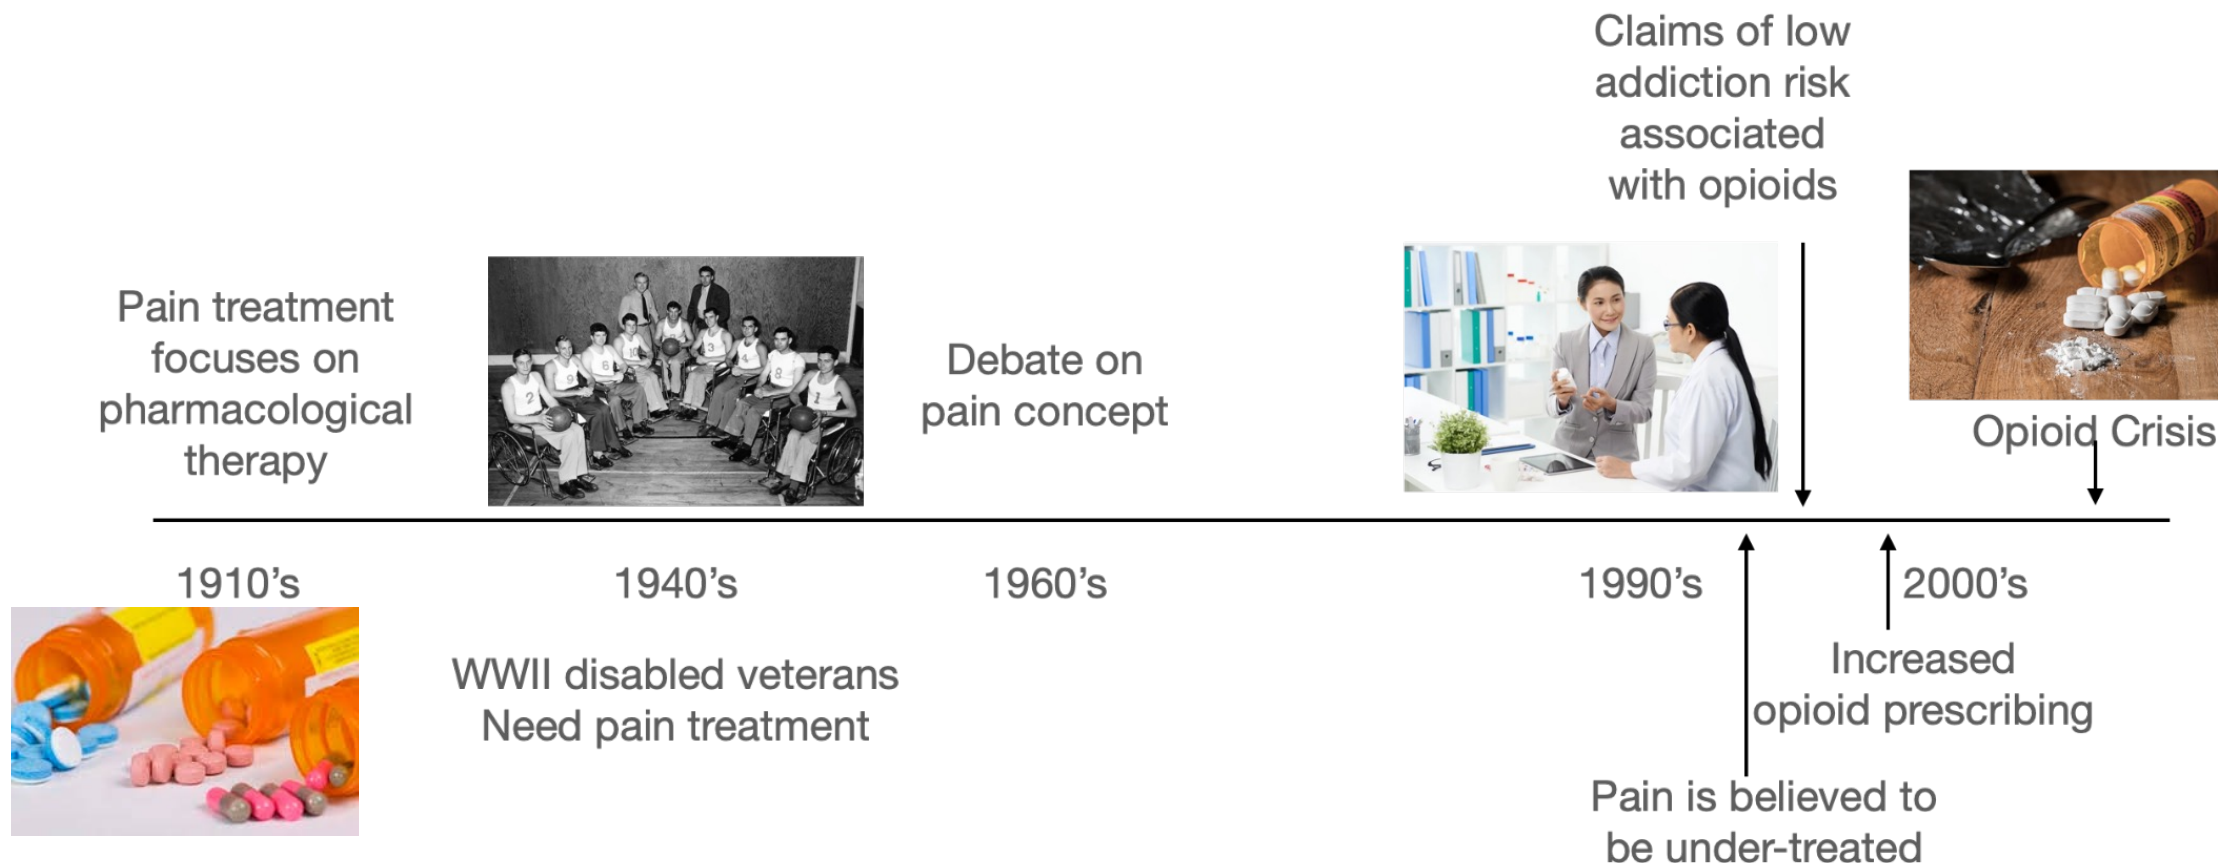 Claims of low
addiction risk
associated
with opioids
Pain treatment
focuses on
pharmacological
therapy
Debate on
pain concept
Opioid Crisis
1910’s
1940’s
1960’s
1990’s
2000’s
WWII disabled veterans
Need pain treatment
Increased
opioid prescribing
Pain is believed to
be under-treated